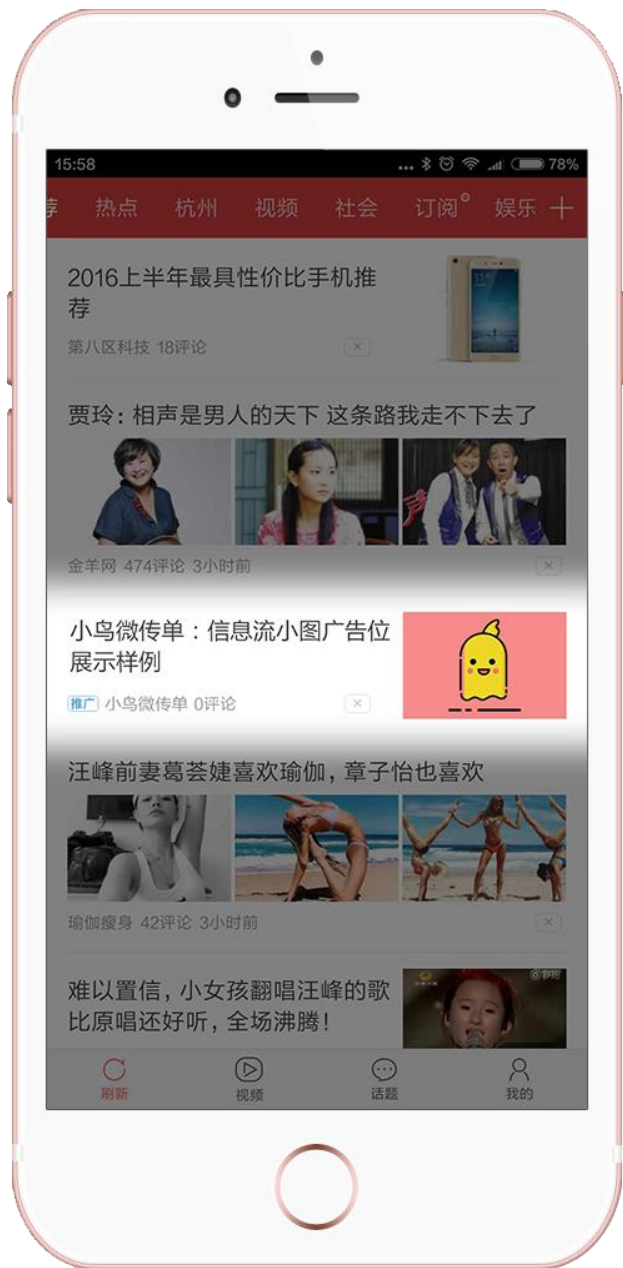 15:58
78%
荐 热点 杭州 视频 社会 订阅 娱乐
2016上半年最具性价比手机推
荐
第八区科技 18评论
贾玲：相声是男人的天下 这条路我走不下去了
金羊网 474评论 3小时前
小鸟微传单：信息流小图广告位
展示样例
推广 小鸟微传单 0评论
汪峰前妻葛荟婕喜欢瑜伽，章子怡也喜欢
瑜伽瘦身 42评论 3小时前
难以置信，小女孩翻唱汪峰的歌
比原唱还好听，全场沸腾！
刷新 视频 话题 我的